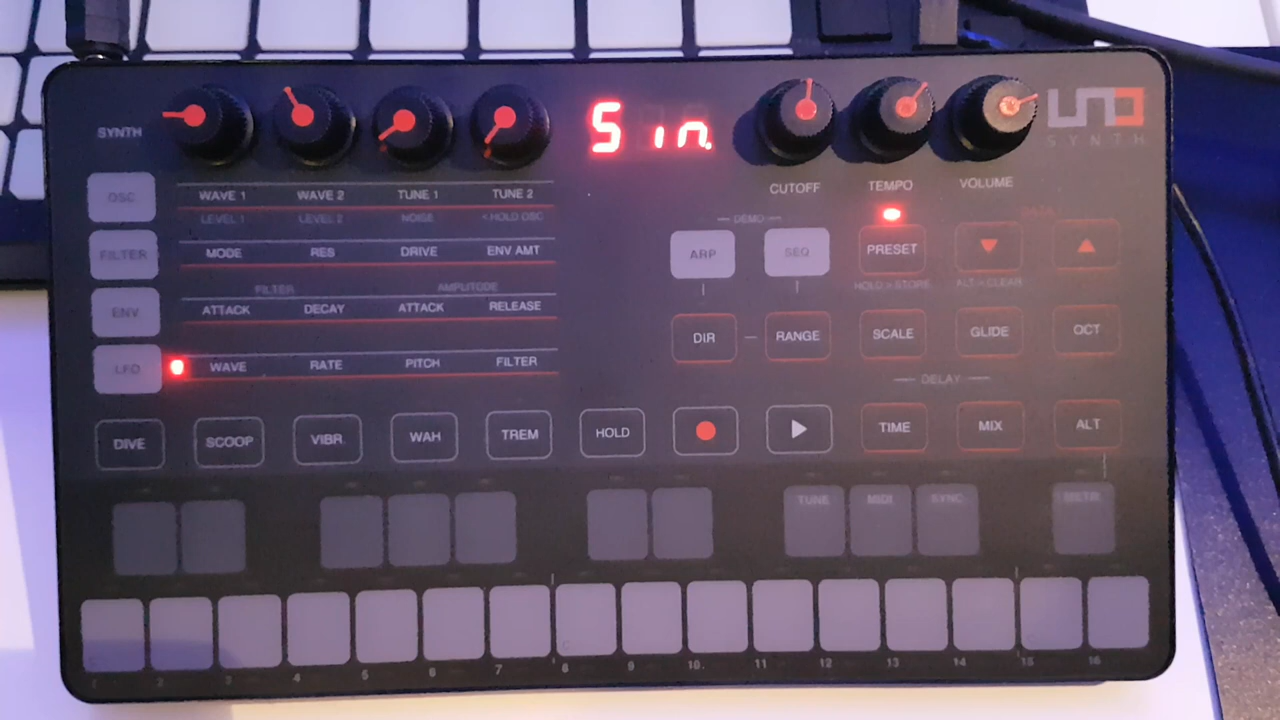 SYNTH
5 in.
UNO
SYNTH
OSC
WAVE 1 WAVE 2 TUNE 1 TUNE 2
LEVEL 1 LEVEL 2 NOISE <HOLD OSC
CUTOFF TEMPO VOLUME
DATA
DEMO
FILTER
MODE RES DRIVE ENV AMT
ARP SEQ PRESET
HOLD > STORE ALT > CLEAR
FILTER AMPLITUDE
ENV
ATTACK DECAY ATTACK RELEASE
DIR RANGE SCALE GLIDE OCT
LFO
WAVE RATE PITCH FILTER
DELAY
DIVE SCOOP VIBR WAH TREM HOLD TIME MIX ALT
TUNE MIDI SYNC METR.
C C C
1 2 3 4 5 6 7 8 9 10 11 12 13 14 15 16